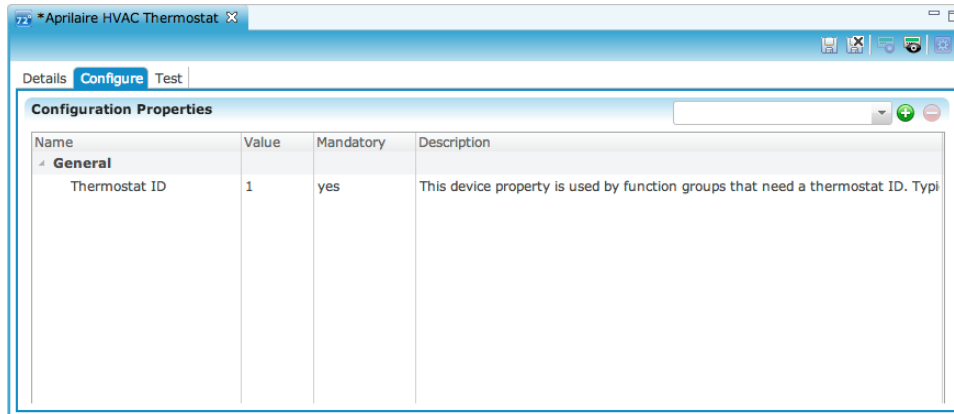 72° *Aprilaire HVAC Thermostat
Details Configure Test
Configuration Properties
Name Value Mandatory Description
General
Thermostat ID 1 yes This device property is used by function groups that need a thermostat ID. Typi